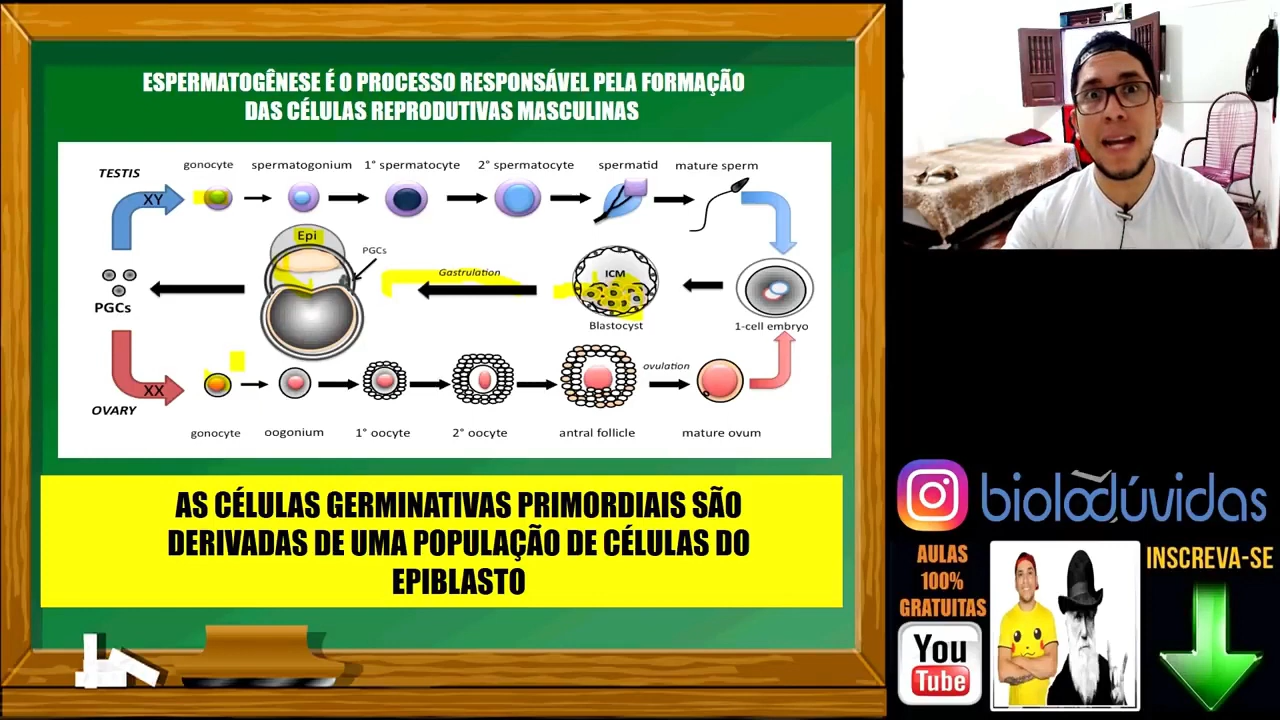 ESPERMATOGÊNESE É O PROCESSO RESPONSÁVEL PELA FORMAÇÃO
DAS CÉLULAS REPRODUTIVAS MASCULINAS
TESTIS
gonocyte spermatogonium 1° spermatocyte 2° spermatocyte spermatid mature sperm
XY
Epi
PGCs
Gastrulation
ICM
PGCs
Blastocyst
1-cell embryo
ovulation
XX
OVARY
gonocyte oogonium 1° oocyte 2° oocyte antral follicle mature ovum
AS CÉLULAS GERMINATIVAS PRIMORDIAIS SÃO
DERIVADAS DE UMA POPULAÇÃO DE CÉLULAS DO
EPIBLASTO
biolodúvidas
AULAS
100%
GRATUITAS
INSCREVA-SE
You
Tube